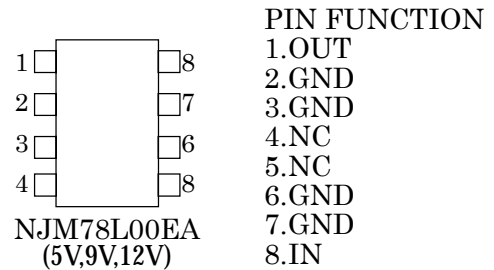 PIN FUNCTION
1 8
2 7
3 6
4 8
NJM78L00EA
(5V,9V,12V)
1.OUT
2.GND
3.GND
4.NC
5.NC
6.GND
7.GND
8.IN